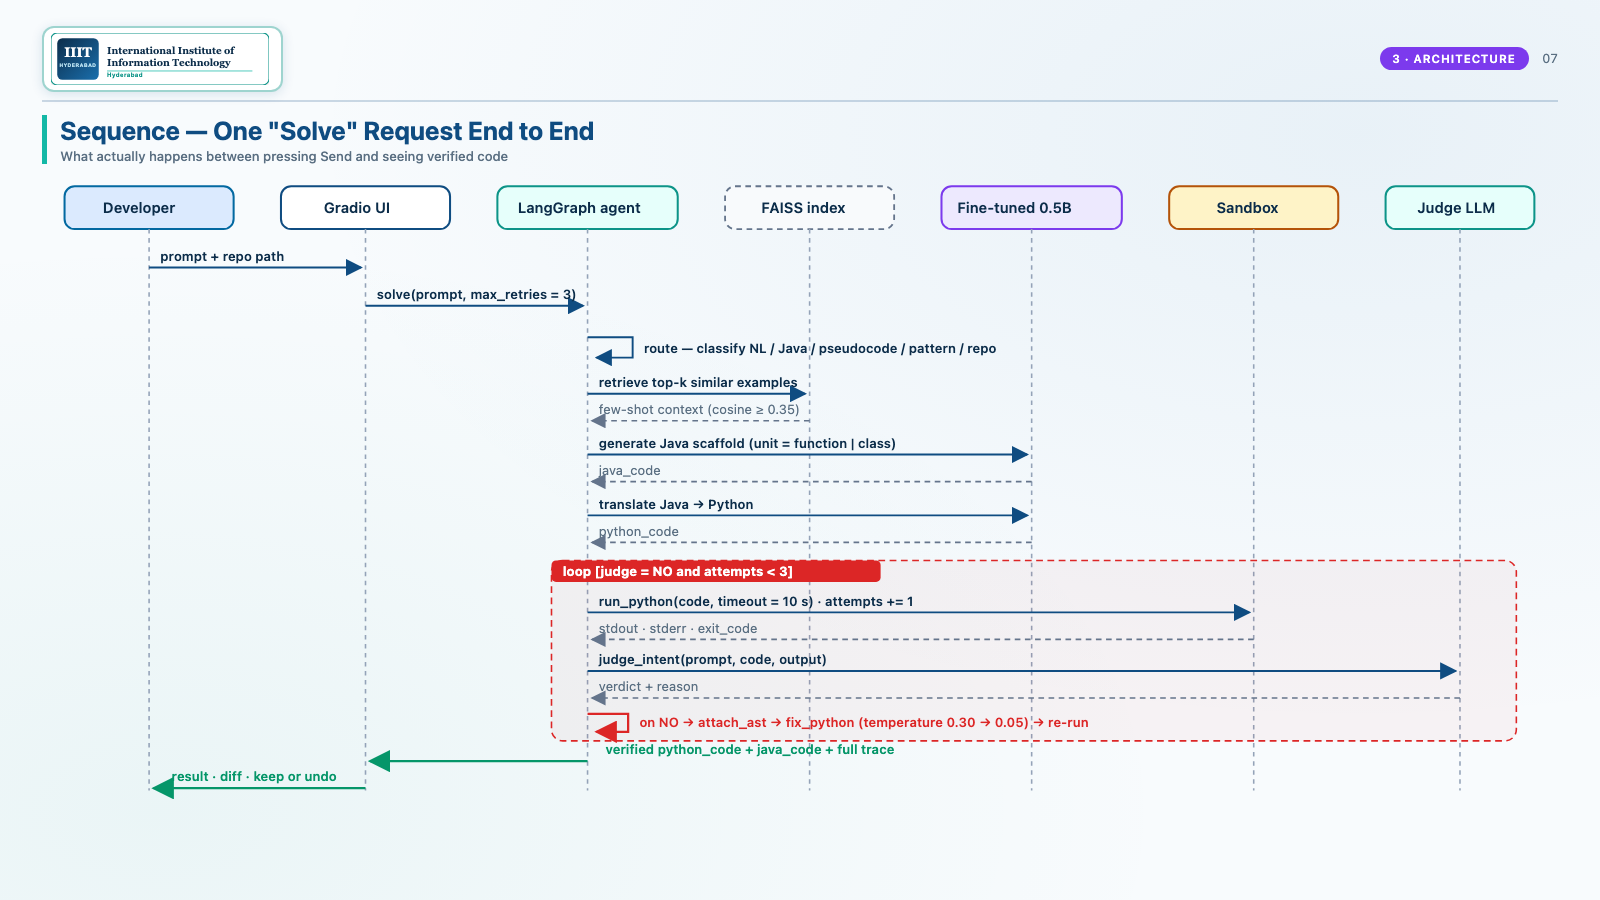 IIIT
HYDERABAD
International Institute of
Information Technology
Hyderabad
3 · ARCHITECTURE
07
Sequence — One "Solve" Request End to End
What actually happens between pressing Send and seeing verified code
Developer
Gradio UI
LangGraph agent
FAISS index
Fine-tuned 0.5B
Sandbox
Judge LLM
prompt + repo path
solve(prompt, max_retries = 3)
route — classify NL / Java / pseudocode / pattern / repo
retrieve top-k similar examples
few-shot context (cosine ≥ 0.35)
generate Java scaffold (unit = function | class)
java_code
translate Java → Python
python_code
loop [judge = NO and attempts < 3]
run_python(code, timeout = 10 s) · attempts += 1
stdout · stderr · exit_code
judge_intent(prompt, code, output)
verdict + reason
on NO → attach_ast → fix_python (temperature 0.30 → 0.05) → re-run
verified python_code + java_code + full trace
result · diff · keep or undo